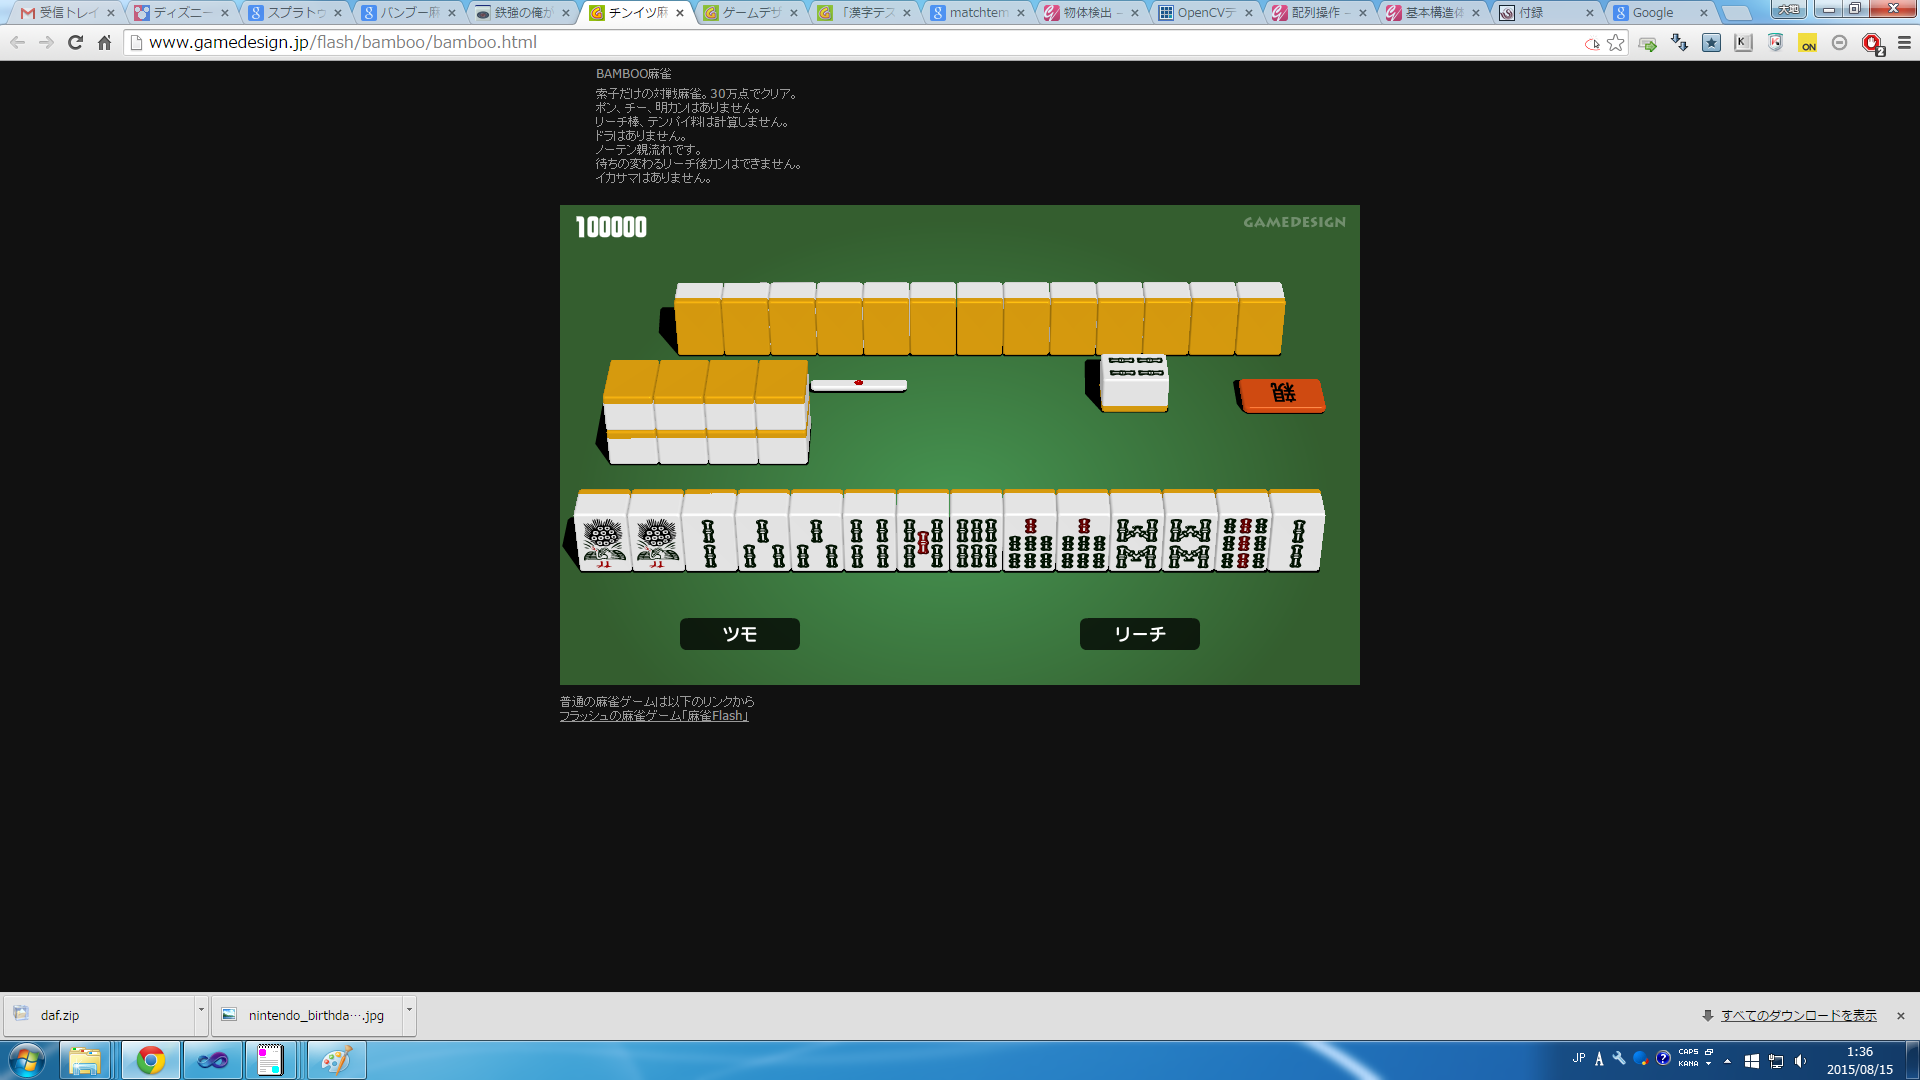 受信トレイ
ディズニー
スプラトゥ
バンブー麻
鉄強の俺が
チンイツ麻
ゲームデザ
「漢字テス
matchtem
物体検出 –
OpenCVデ
配列操作 –
基本構造体
付録
Google
大地
www.gamedesign.jp/flash/bamboo/bamboo.html
ON
2
BAMBOO麻雀
索子だけの対戦麻雀。30万点でクリア。
ポン、チー、明カンはありません。
リーチ棒、テンパイ料は計算しません。
ドラはありません。
ノーテン親流れです。
待ちの変わるリーチ後カンはできません。
イカサマはありません。
100000
GAMEDESIGN
親
ツモ
リーチ
普通の麻雀ゲームは以下のリンクから
フラッシュの麻雀ゲーム「麻雀Flash」
daf.zip
nintendo_birthda….jpg
すべてのダウンロードを表示
JP
A
CAPS
KANA
1:36
2015/08/15